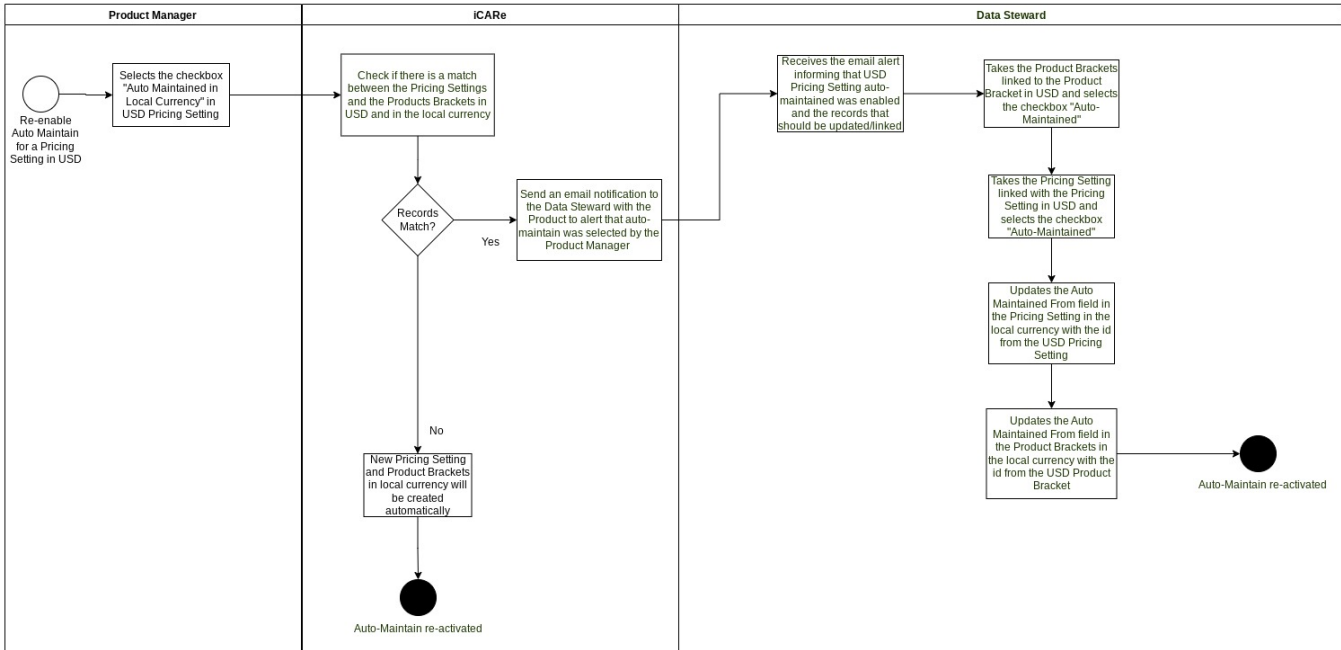 Product Manager
iCARe
Data Steward
Re-enable
Auto Maintain
for a Pricing
Setting in USD
Selects the checkbox
"Auto Maintained in
Local Currency" in
USD Pricing Setting
Check if there is a match
between the Pricing Settings
and the Products Brackets in
USD and in the local currency
Records
Match?
Yes
Send an email notification to
the Data Steward with the
Product to alert that auto-
maintain was selected by the
Product Manager
No
New Pricing Setting
and Product Brackets
in local currency will
be created
automatically
Auto-Maintain re-activated
Receives the email alert
informing that USD
Pricing Setting auto-
maintained was enabled
and the records that
should be updated/linked
Takes the Product Brackets
linked to the Product
Bracket in USD and selects
the checkbox "Auto-
Maintained"
Takes the Pricing Setting
linked with the Pricing
Setting in USD and
selects the checkbox
"Auto-Maintained"
Updates the Auto
Maintained From field in
the Pricing Setting in the
local currency with the id
from the USD Pricing
Setting
Updates the Auto
Maintained From field in
the Product Brackets in
the local currency with the
id from the USD Product
Bracket
Auto-Maintain re-activated